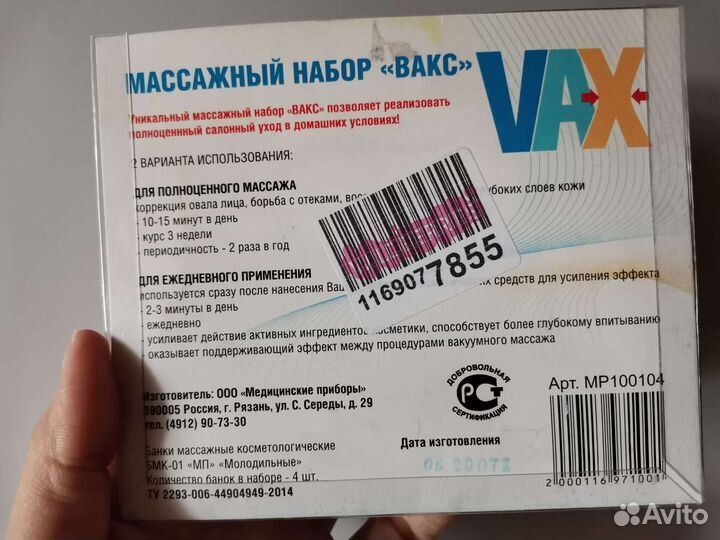 МАССАЖНЫЙ НАБОР «ВАКС»
VAX
Уникальный массажный набор «ВАКС» позволяет реализовать
полноценный салонный уход в домашних условиях!
2 ВАРИАНТА ИСПОЛЬЗОВАНИЯ:
ДЛЯ ПОЛНОЦЕННОГО МАССАЖА
коррекция овала лица, борьба с отеками, слоев кожи
- 10-15 минут в день
- курс 3 недели
- периодичность - 2 раза в год
1169077855
ДЛЯ ЕЖЕДНЕВНОГО ПРИМЕНЕНИЯ
используется сразу после нанесения средств для усиления эффекта
- 2-3 минуты в день
- ежедневно
- усиливает действие активных ингредиентов косметики, способствует более глубокому впитыванию
- оказывает поддерживающий эффект между процедурами вакуумного массажа
Изготовитель: ООО «Медицинские приборы»
390005 Россия, г. Рязань, ул. С. Середы, д. 29
тел. (4912) 90-73-30
ДОБРОВОЛЬНАЯ
РСТ
СЕРТИФИКАЦИЯ
Арт. МР100104
Банки массажные косметологические
БМК-01 «МП» «Молодильные»
Количество банок в наборе - 4 шт.
ТУ 2293-006-44904949-2014
Дата изготовления
2 000116 971001
Avito